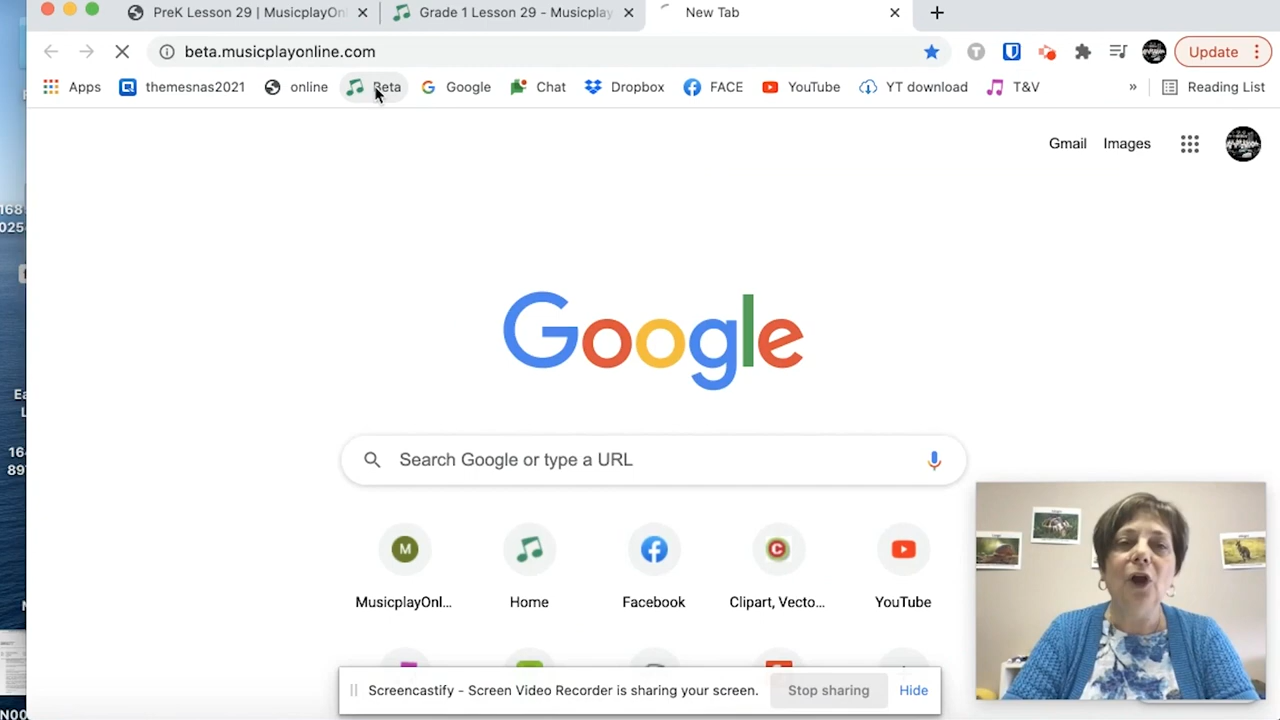 PreK Lesson 29 | MusicplayOnl
Grade 1 Lesson 29 - Musicplay
New Tab
beta.musicplayonline.com
Update
Apps
themesnas2021
online
Beta
Google
Chat
Dropbox
FACE
YouTube
YT download
T&V
»
Reading List
Gmail
Images
Google
Search Google or type a URL
M
MusicplayOnl...
Home
Facebook
Clipart, Vecto...
YouTube
Screencastify - Screen Video Recorder is sharing your screen.
Stop sharing
Hide